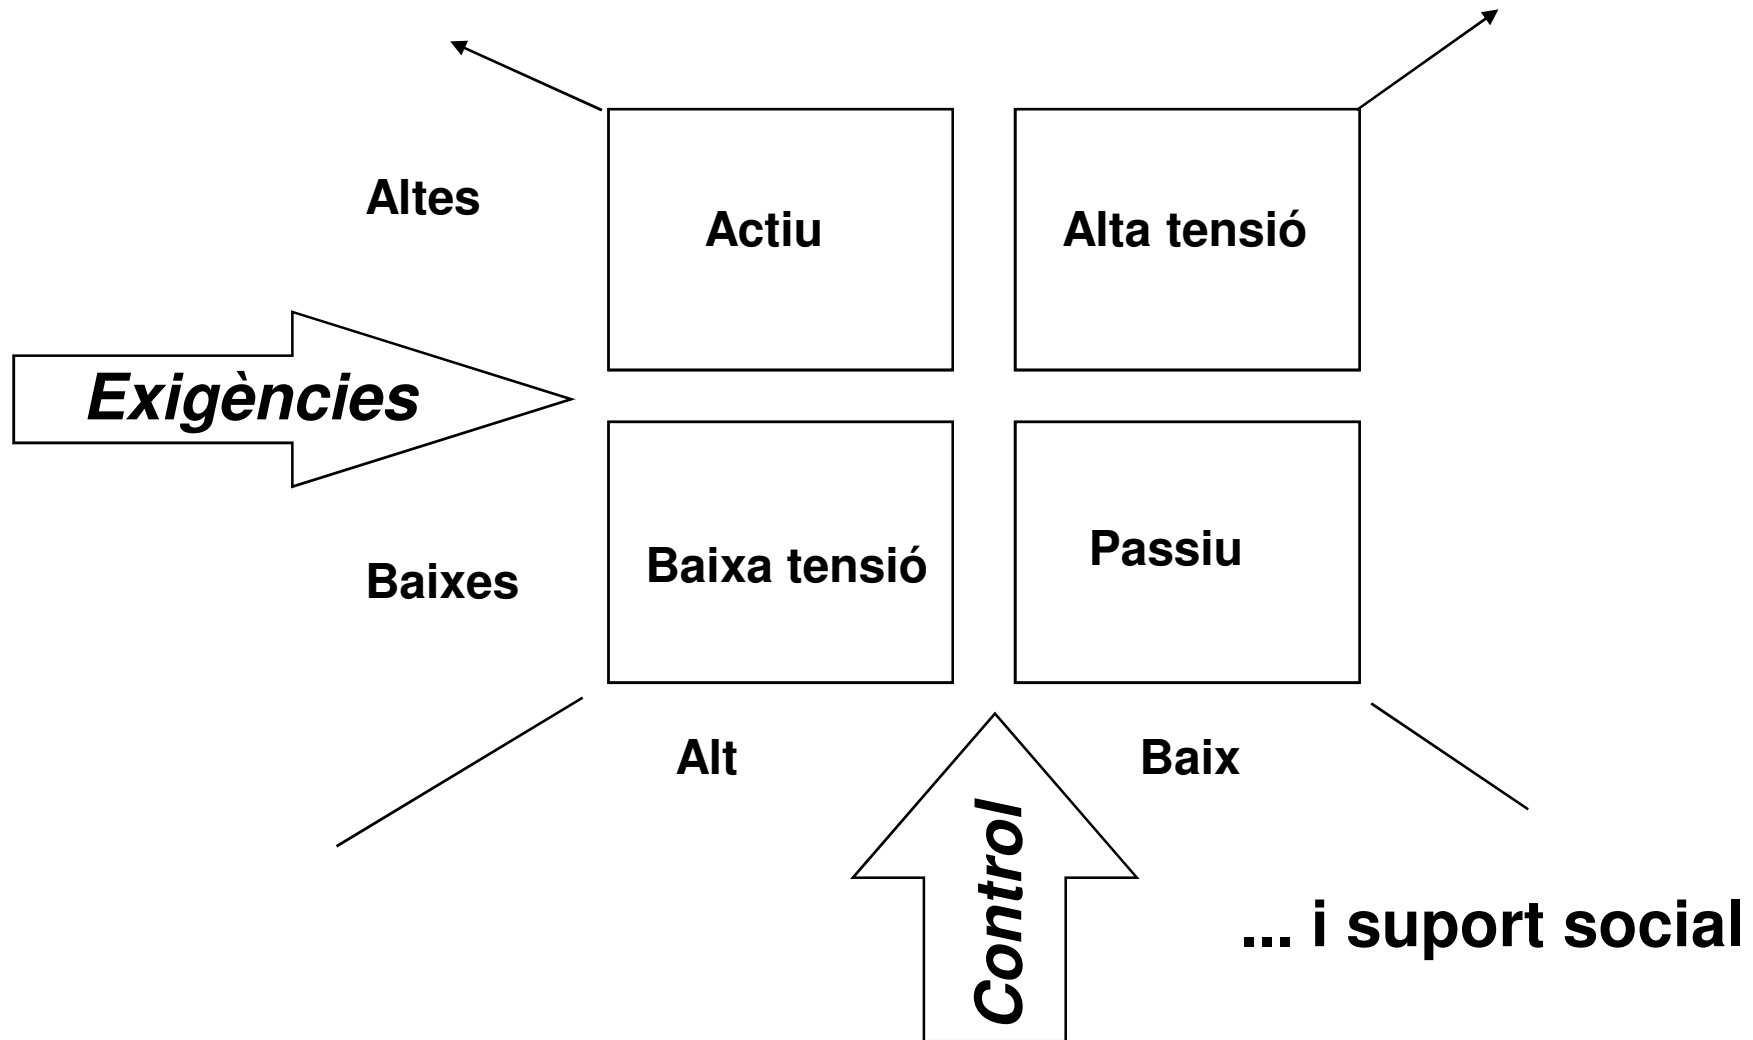 Altes
Actiu
Alta tensió
Exigències
Baixes
Baixa tensió
Passiu
Alt
Baix
Control
... i suport social